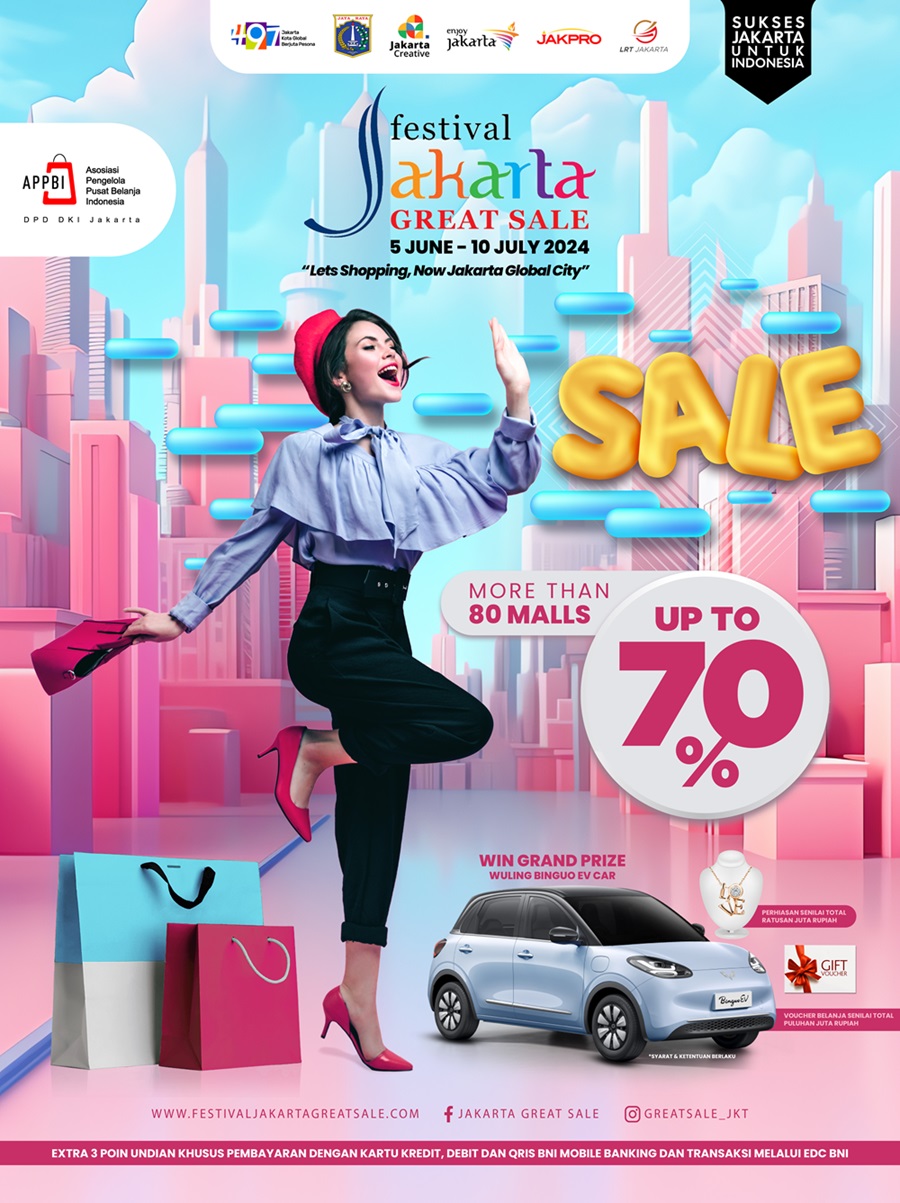 497
Jakarta
Kota Global
Berjuta Pesona
JAYA RAYA
Jakarta
Creative
enjoy
jakarta
JAKPRO
LRT JAKARTA
SUKSES
JAKARTA
UNTUK
INDONESIA
APPBI
Asosiasi
Pengelola
Pusat Belanja
Indonesia
DPD DKI Jakarta
festival
Jakarta
GREAT SALE
5 JUNE - 10 JULY 2024
“Lets Shopping, Now Jakarta Global City”
SALE
MORE THAN
80 MALLS
UP TO
70
%
WIN GRAND PRIZE
WULING BINGUO EV CAR
LOVE
PERHIASAN SENILAI TOTAL
RATUSAN JUTA RUPIAH
GIFT
VOUCHER
Binguo EV
VOUCHER BELANJA SENILAI TOTAL
PULUHAN JUTA RUPIAH
*SYARAT & KETENTUAN BERLAKU
WWW.FESTIVALJAKARTAGREATSALE.COM
JAKARTA GREAT SALE
GREATSALE_JKT
EXTRA 3 POIN UNDIAN KHUSUS PEMBAYARAN DENGAN KARTU KREDIT, DEBIT DAN QRIS BNI MOBILE BANKING DAN TRANSAKSI MELALUI EDC BNI